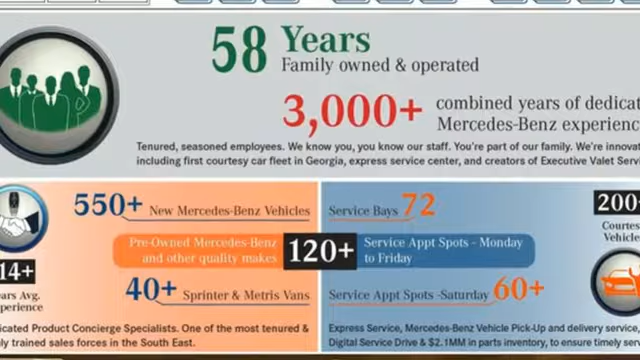 58 Years
Family owned & operated
3,000+ combined years of dedicat
Mercedes-Benz experienc
Tenured, seasoned employees. We know you, you know our staff. You're part of our family. We're innovat
including first courtesy car fleet in Georgia, express service center, and creators of Executive Valet Servi
550+ New Mercedes-Benz Vehicles
Service Bays 72
200+
Courtes
Vehicle
Pre-Owned Mercedes-Benz
and other quality makes
120+
Service Appt Spots - Monday
to Friday
14+
ars Avg.
xperience
40+ Sprinter & Metris Vans
Service Appt Spots -Saturday 60+
icated Product Concierge Specialists. One of the most tenured &
ly trained sales forces in the South East.
Express Service, Mercedes-Benz Vehicle Pick-Up and delivery service,
Digital Service Drive & $2.1MM in parts inventory, to ensure timely serv